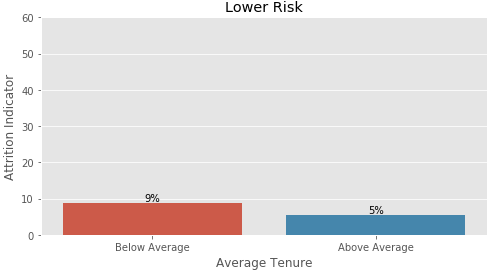 Lower Risk
60
50
40
30
20
10
0
Attrition Indicator
9%
5%
Below Average
Above Average
Average Tenure